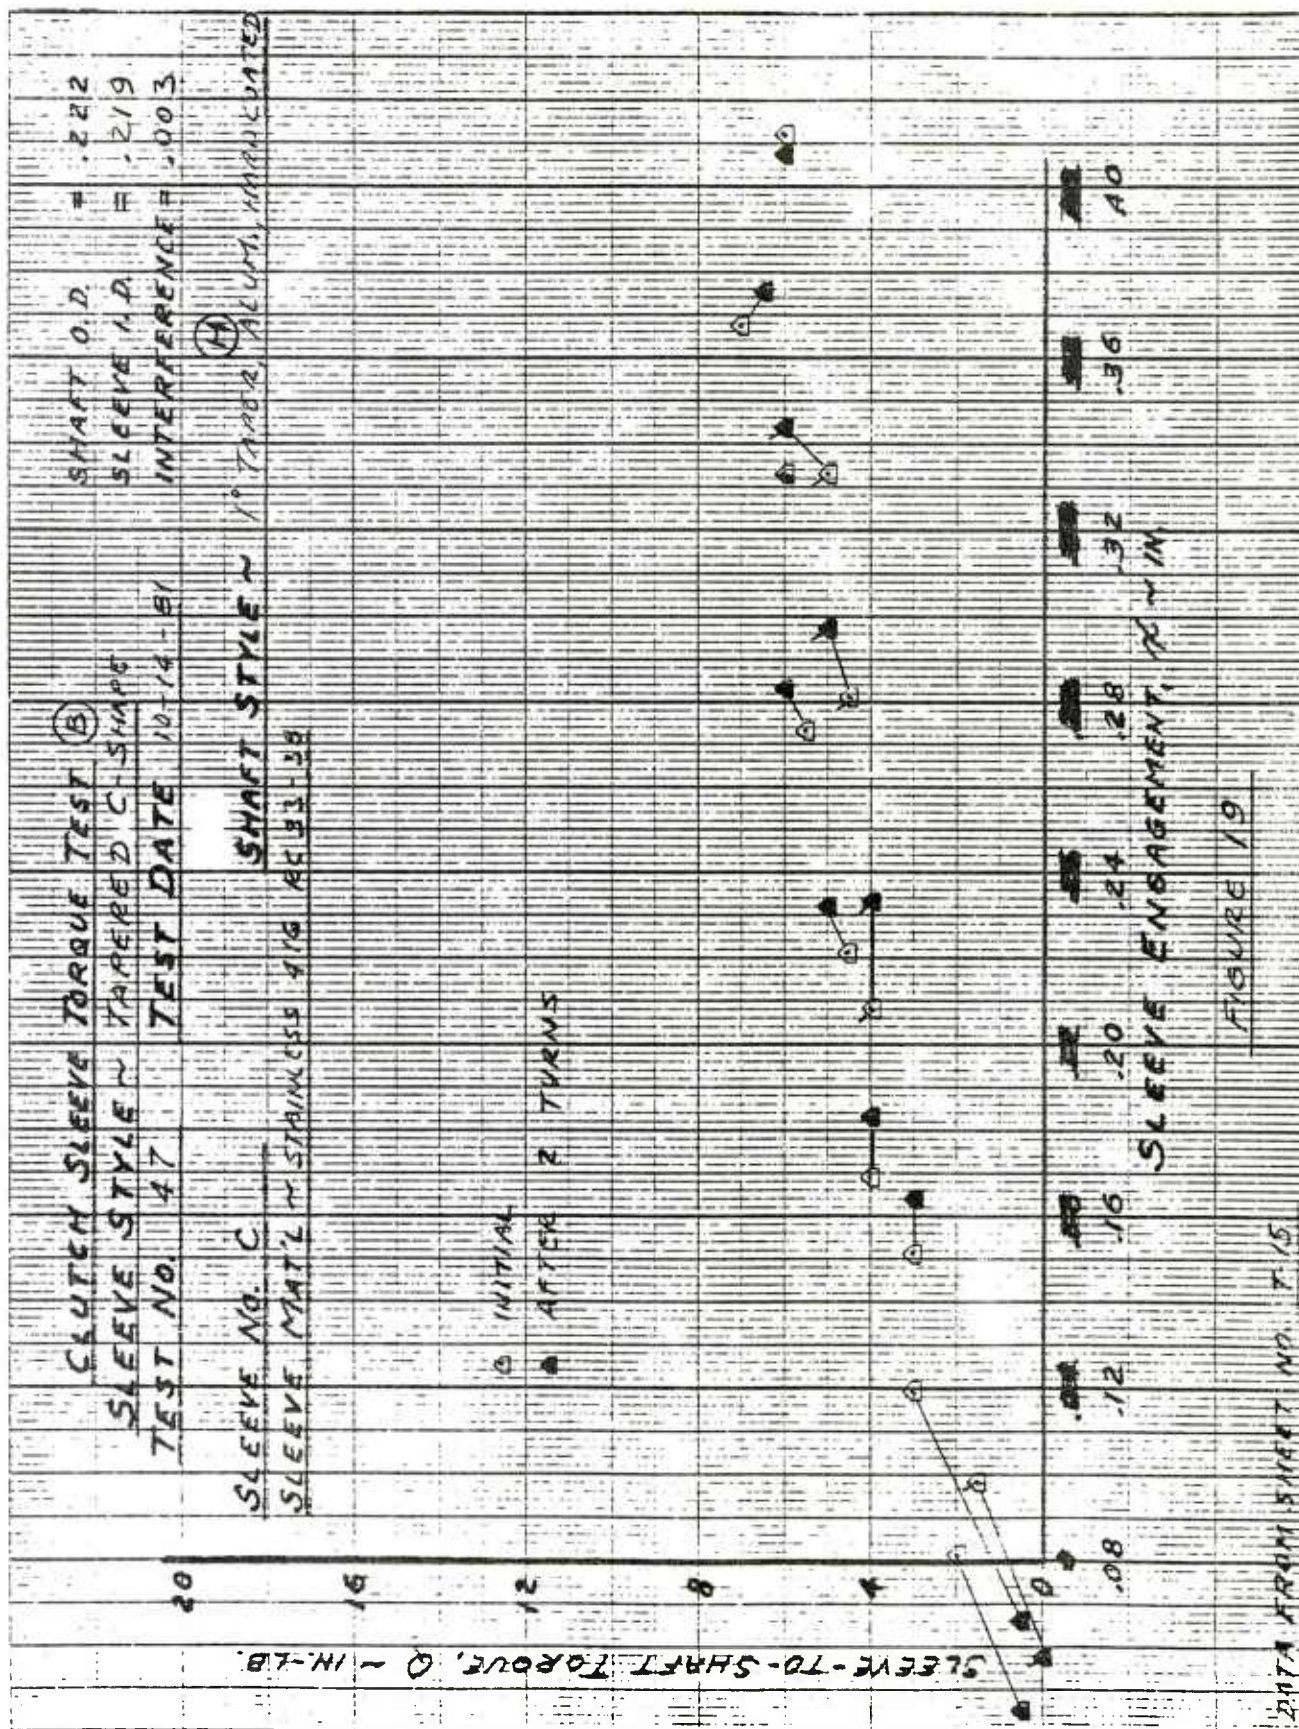 CLUTCH SLEEVE TORQUE TEST B
SLEEVE STYLE ~ TAPERED C-SHAPE
TEST NO. 47
TEST DATE 10-14-81
SHAFT O.D. = .222
SLEEVE I.D. = .219
INTERFERENCE = .003
SLEEVE NO. C
SHAFT STYLE ~ 1° TAPER, ALUM., HARDCOATED
H
SLEEVE MAT'L ~ STAINLESS 416 RC 33-38
INITIAL
AFTER 2 TURNS
SLEEVE-TO-SHAFT TORQUE, Q ~ IN-LB.
20
16
12
8
4
0
.08
.12
.16
.20
.24
.28
.32
.36
.40
SLEEVE ENGAGEMENT, X ~ IN.
FIGURE 19
DATA FROM SHEET NO. T-15